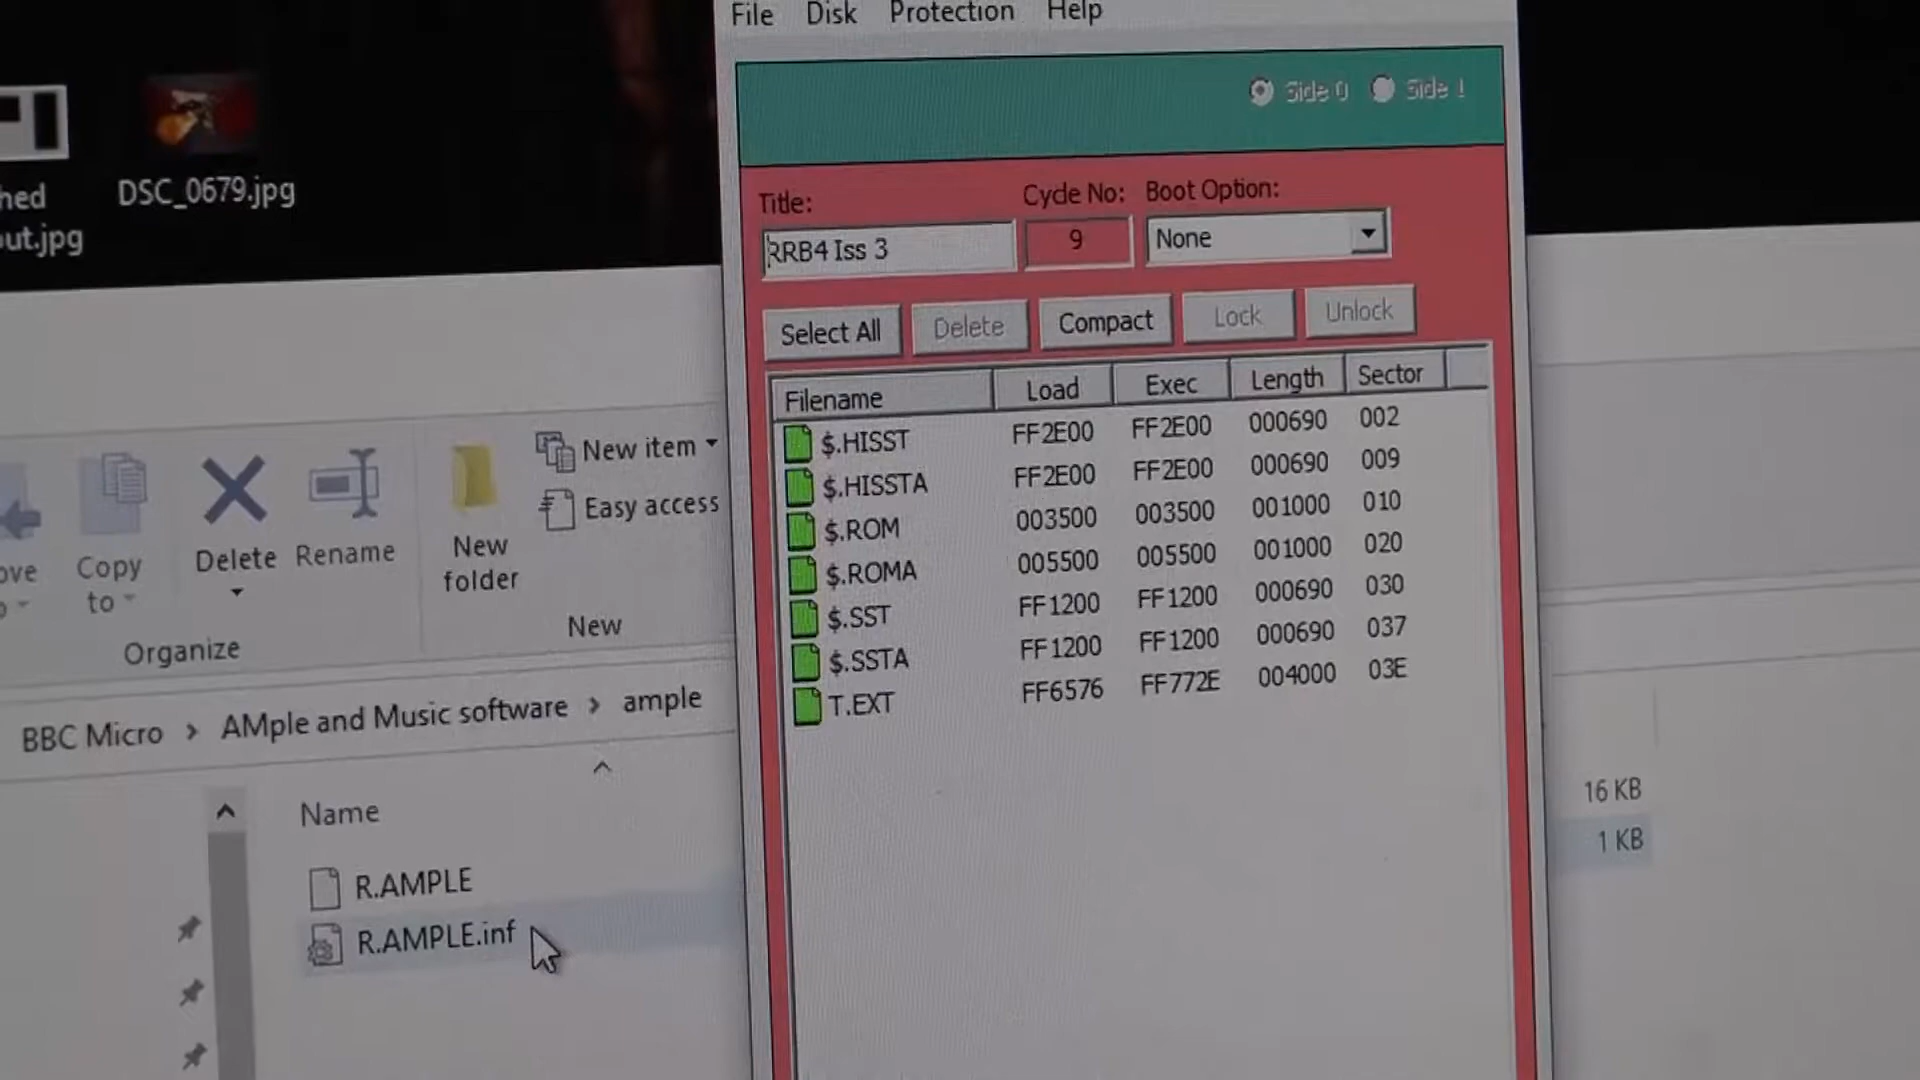 File Disk Protection Help
Side 0 Side 1
DSC_0679.jpg
Title: Cycle No: Boot Option:
RRB4 Iss 3 9 None
Select All Delete Compact Lock Unlock
Filename Load Exec Length Sector
$.HISST FF2E00 FF2E00 000690 002
$.HISSTA FF2E00 FF2E00 000690 009
$.ROM 003500 003500 001000 010
$.ROMA 005500 005500 001000 020
$.SST FF1200 FF1200 000690 030
$.SSTA FF1200 FF1200 000690 037
T.EXT FF6576 FF772E 004000 03E
New item
Easy access
Copy to
Delete
Rename
New folder
Organize
New
BBC Micro > AMple and Music software > ample
Name
R.AMPLE 16 KB
R.AMPLE.inf 1 KB